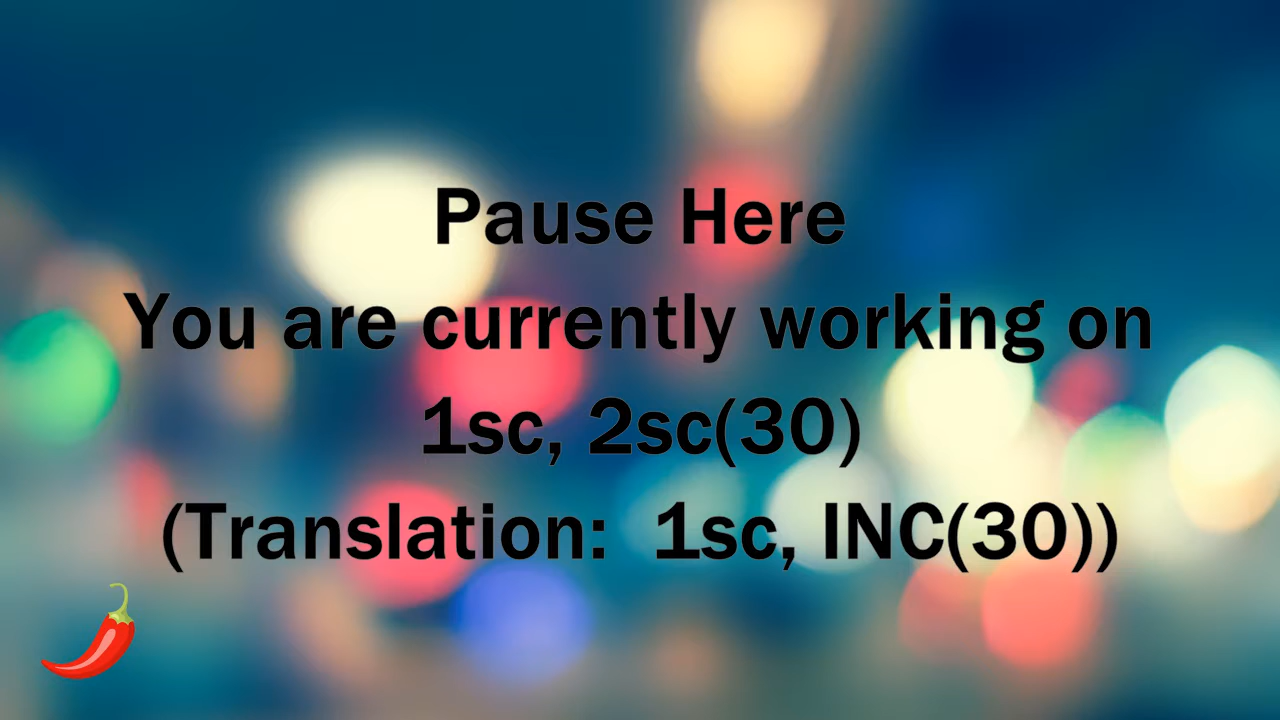 Pause Here
You are currently working on
1sc, 2sc(30)
(Translation:  1sc, INC(30))